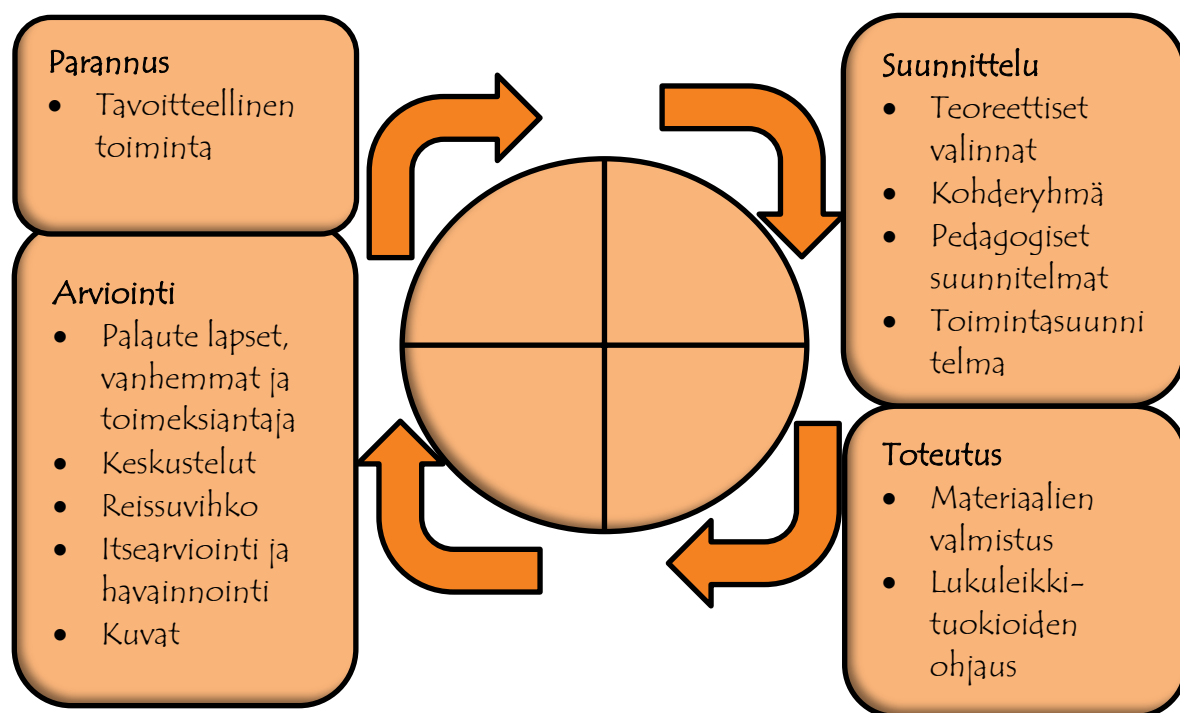 Parannus
• Tavoitteellinen
toiminta
Arviointi
• Palaute lapset,
vanhemmat ja
toimeksiantaja
• Keskustelut
• Reissuvihko
• Itsearviointi ja
havainnointi
• Kuvat
Suunnittelu
• Teoreettiset
valinnat
• Kohderyhmä
• Pedagogiset
suunnitelmat
• Toimintasuunni
telma
Toteutus
• Materiaalien
valmistus
• Lukuleikki-
tuokioiden
ohjaus